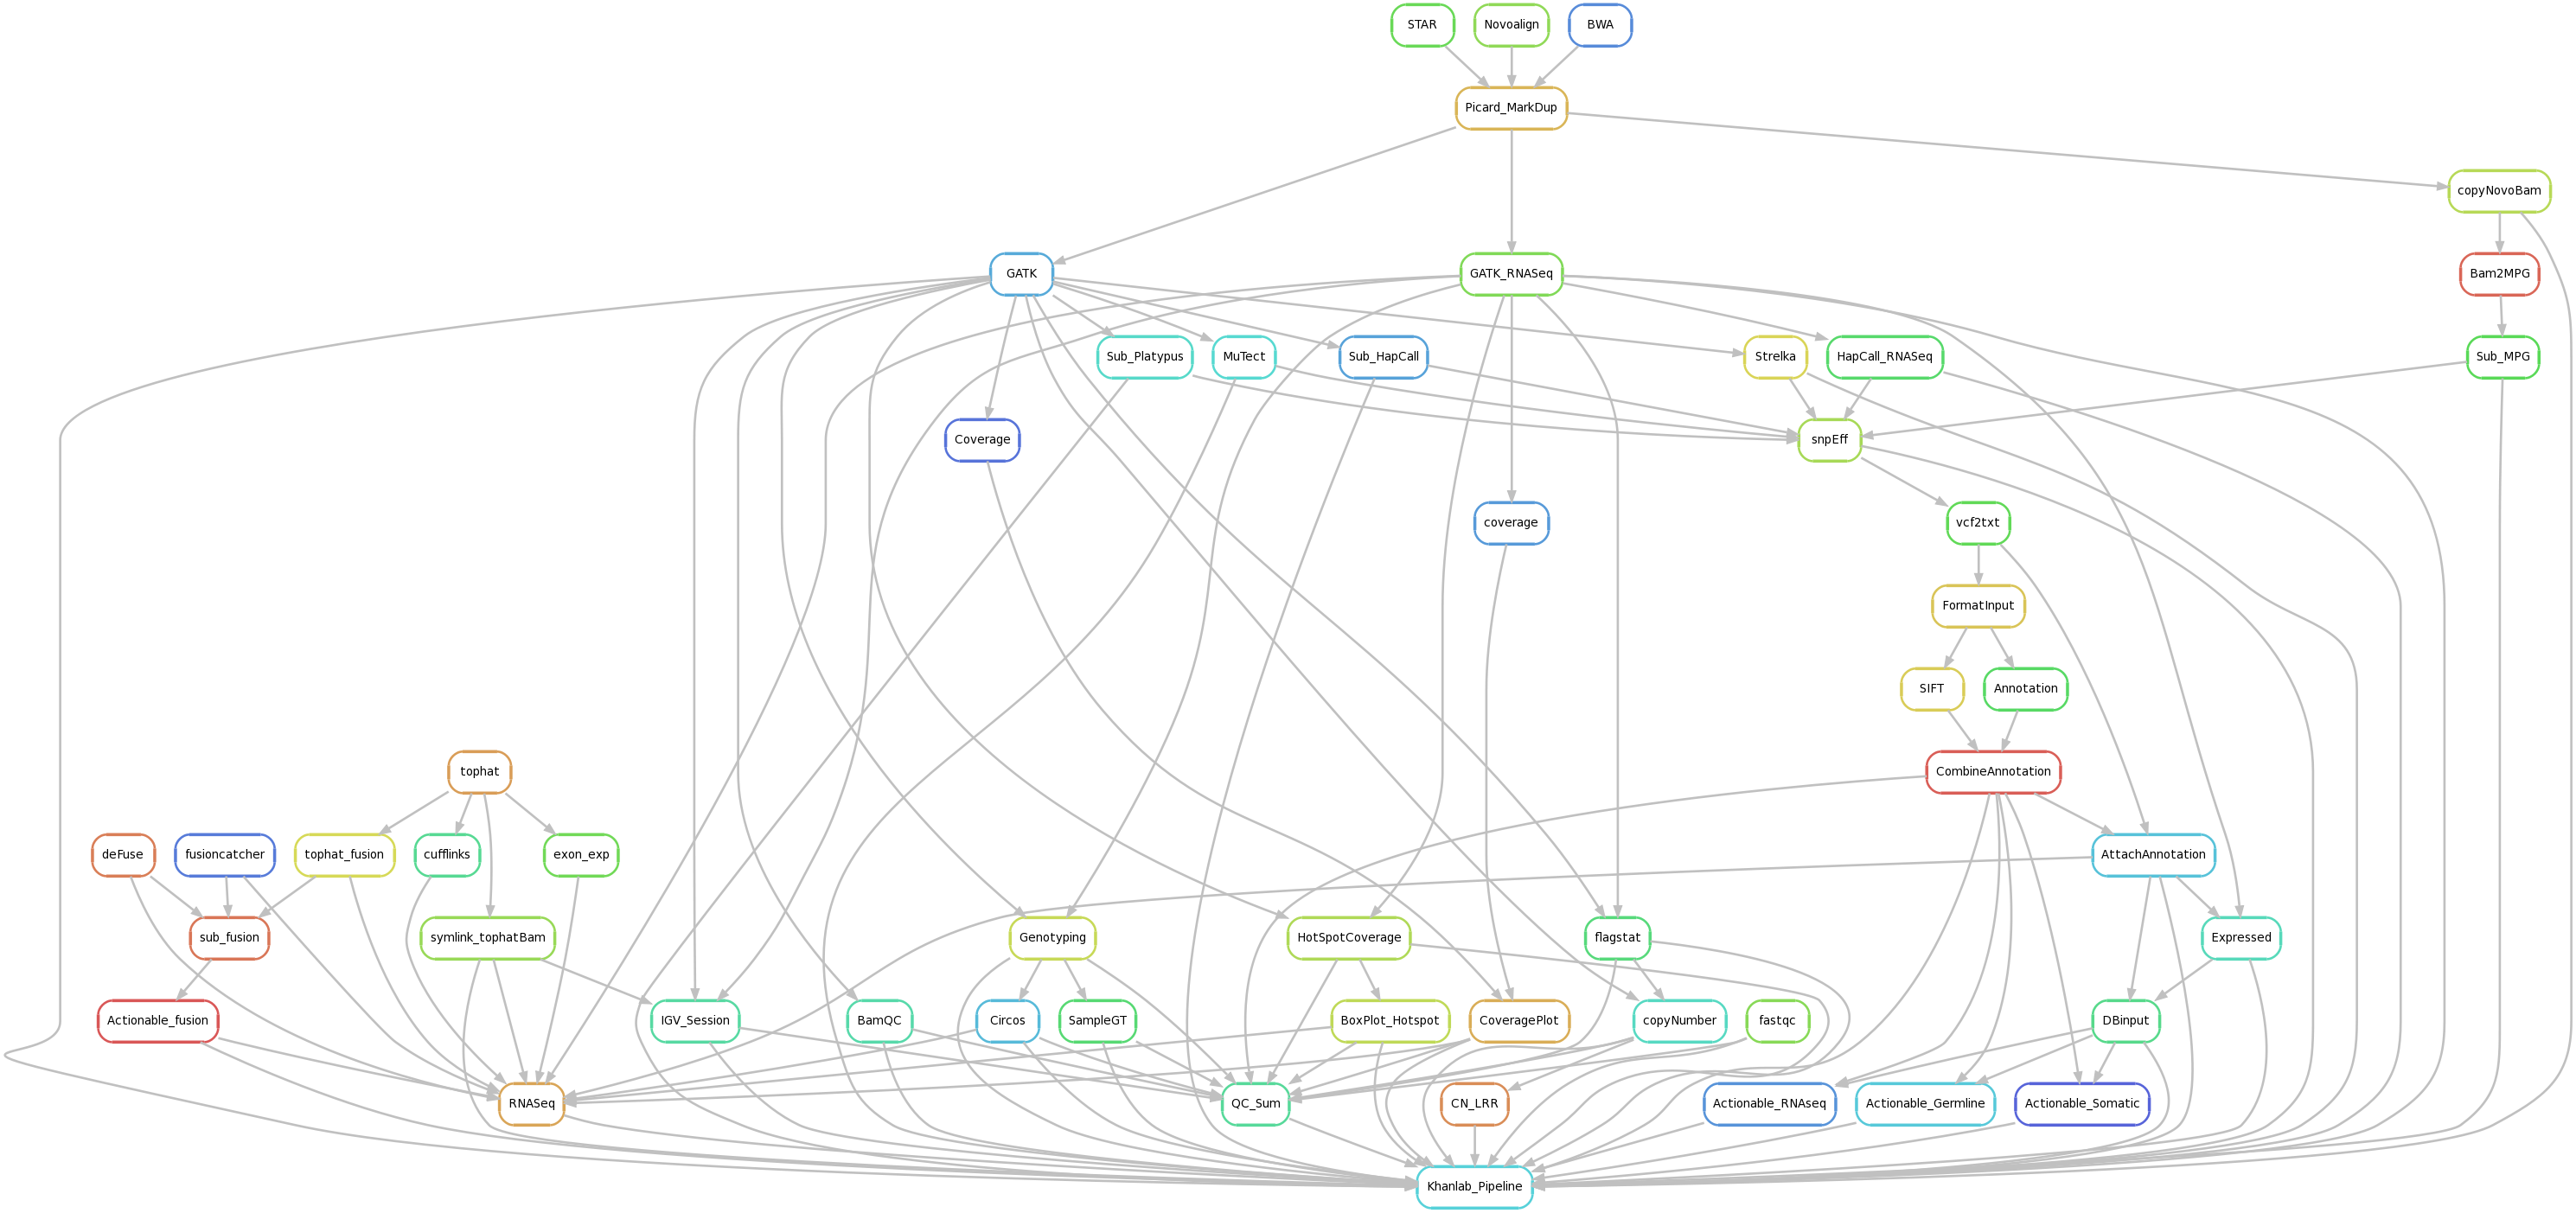 STAR
Novoalign
BWA
Picard_MarkDup
copyNovoBam
GATK
GATK_RNASeq
Bam2MPG
Sub_Platypus
MuTect
Sub_HapCall
Strelka
HapCall_RNASeq
Sub_MPG
Coverage
snpEff
coverage
vcf2txt
FormatInput
SIFT
Annotation
tophat
CombineAnnotation
deFuse
fusioncatcher
tophat_fusion
cufflinks
exon_exp
AttachAnnotation
sub_fusion
symlink_tophatBam
Genotyping
HotSpotCoverage
flagstat
Expressed
Actionable_fusion
IGV_Session
BamQC
Circos
SampleGT
BoxPlot_Hotspot
CoveragePlot
copyNumber
fastqc
DBinput
RNASeq
QC_Sum
CN_LRR
Actionable_RNAseq
Actionable_Germline
Actionable_Somatic
Khanlab_Pipeline